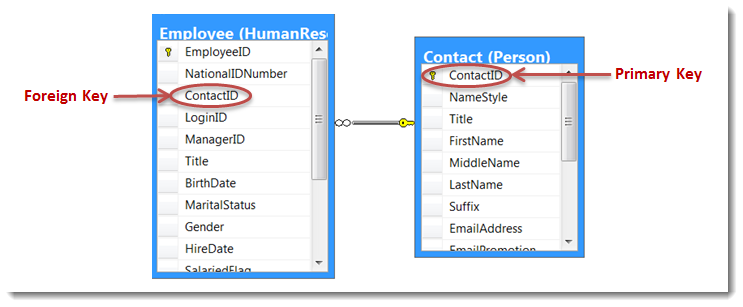 Employee (HumanRes
EmployeeID
NationalIDNumber
ContactID
LoginID
ManagerID
Title
BirthDate
MaritalStatus
Gender
HireDate
SalariedFlag
Foreign Key
Contact (Person)
ContactID
NameStyle
Title
FirstName
MiddleName
LastName
Suffix
EmailAddress
EmailPromotion
Primary Key